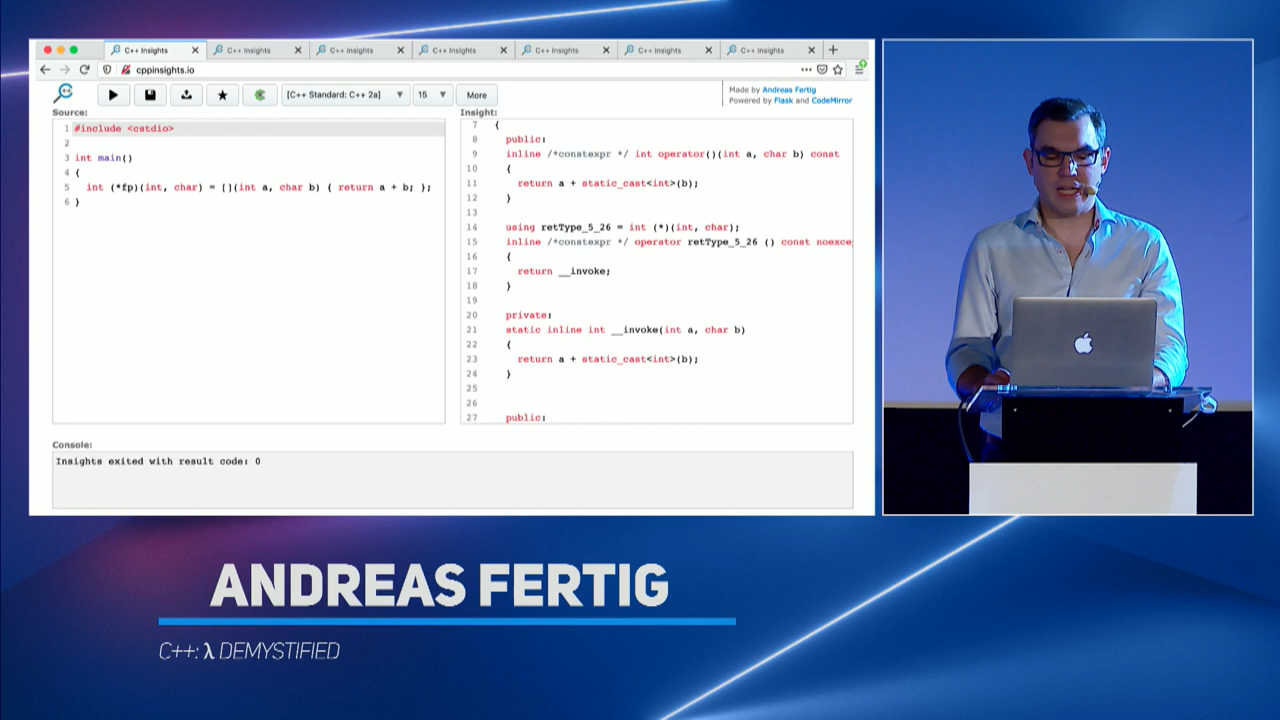 C++ Insights
C++ Insights
C++ Insights
C++ Insights
C++ Insights
C++ Insights
C++ Insights
cppinsights.io
[C++ Standard: C++ 2a]
15
More
Made by Andreas Fertig
Powered by Flask and CodeMirror
Source:
1 #include <cstdio>
2
3 int main()
4 {
5 int (*fp)(int, char) = [](int a, char b) { return a + b; };
6 }
Insight:
7 {
8 public:
9 inline /*constexpr */ int operator()(int a, char b) const
10 {
11 return a + static_cast<int>(b);
12 }
13
14 using retType_5_26 = int (*)(int, char);
15 inline /*constexpr */ operator retType_5_26 () const noexce
16 {
17 return __invoke;
18 }
19
20 private:
21 static inline int __invoke(int a, char b)
22 {
23 return a + static_cast<int>(b);
24 }
25
26
27 public:
Console:
Insights exited with result code: 0
ANDREAS FERTIG
C++: λ DEMYSTIFIED